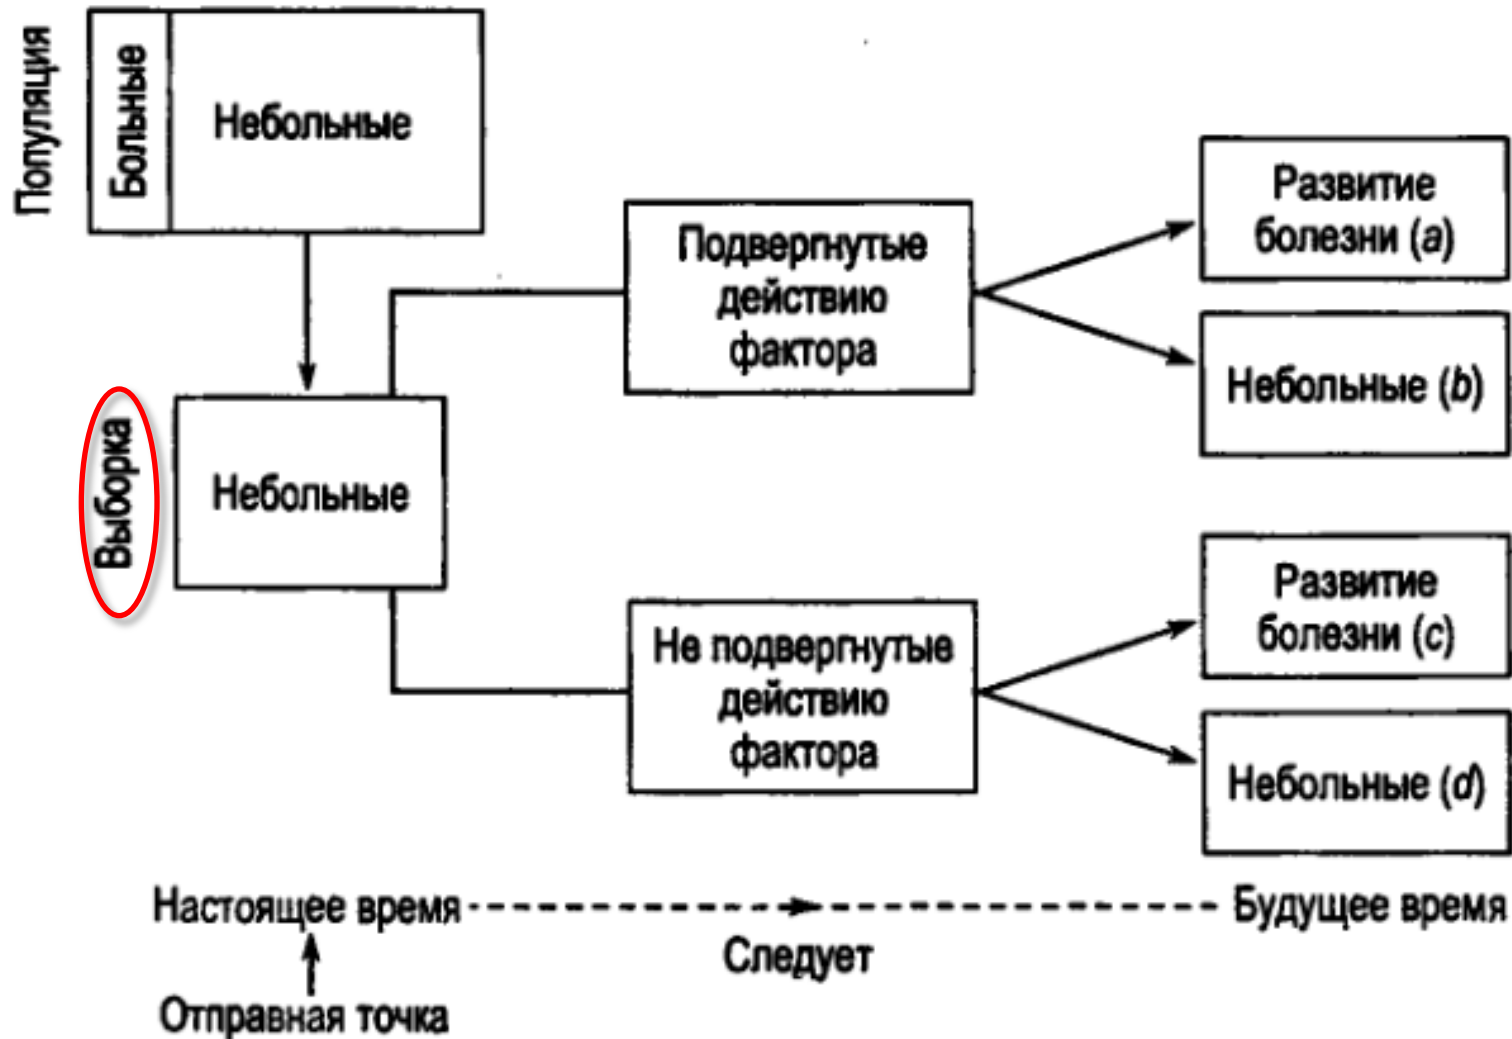 Популяция
Больные
Небольные
Выборка
Небольные
Подвергнутые
действию
фактора
Развитие
болезни (a)
Небольные (b)
Не подвергнутые
действию
фактора
Развитие
болезни (c)
Небольные (d)
Настоящее время
Будущее время
Следует
Отправная точка